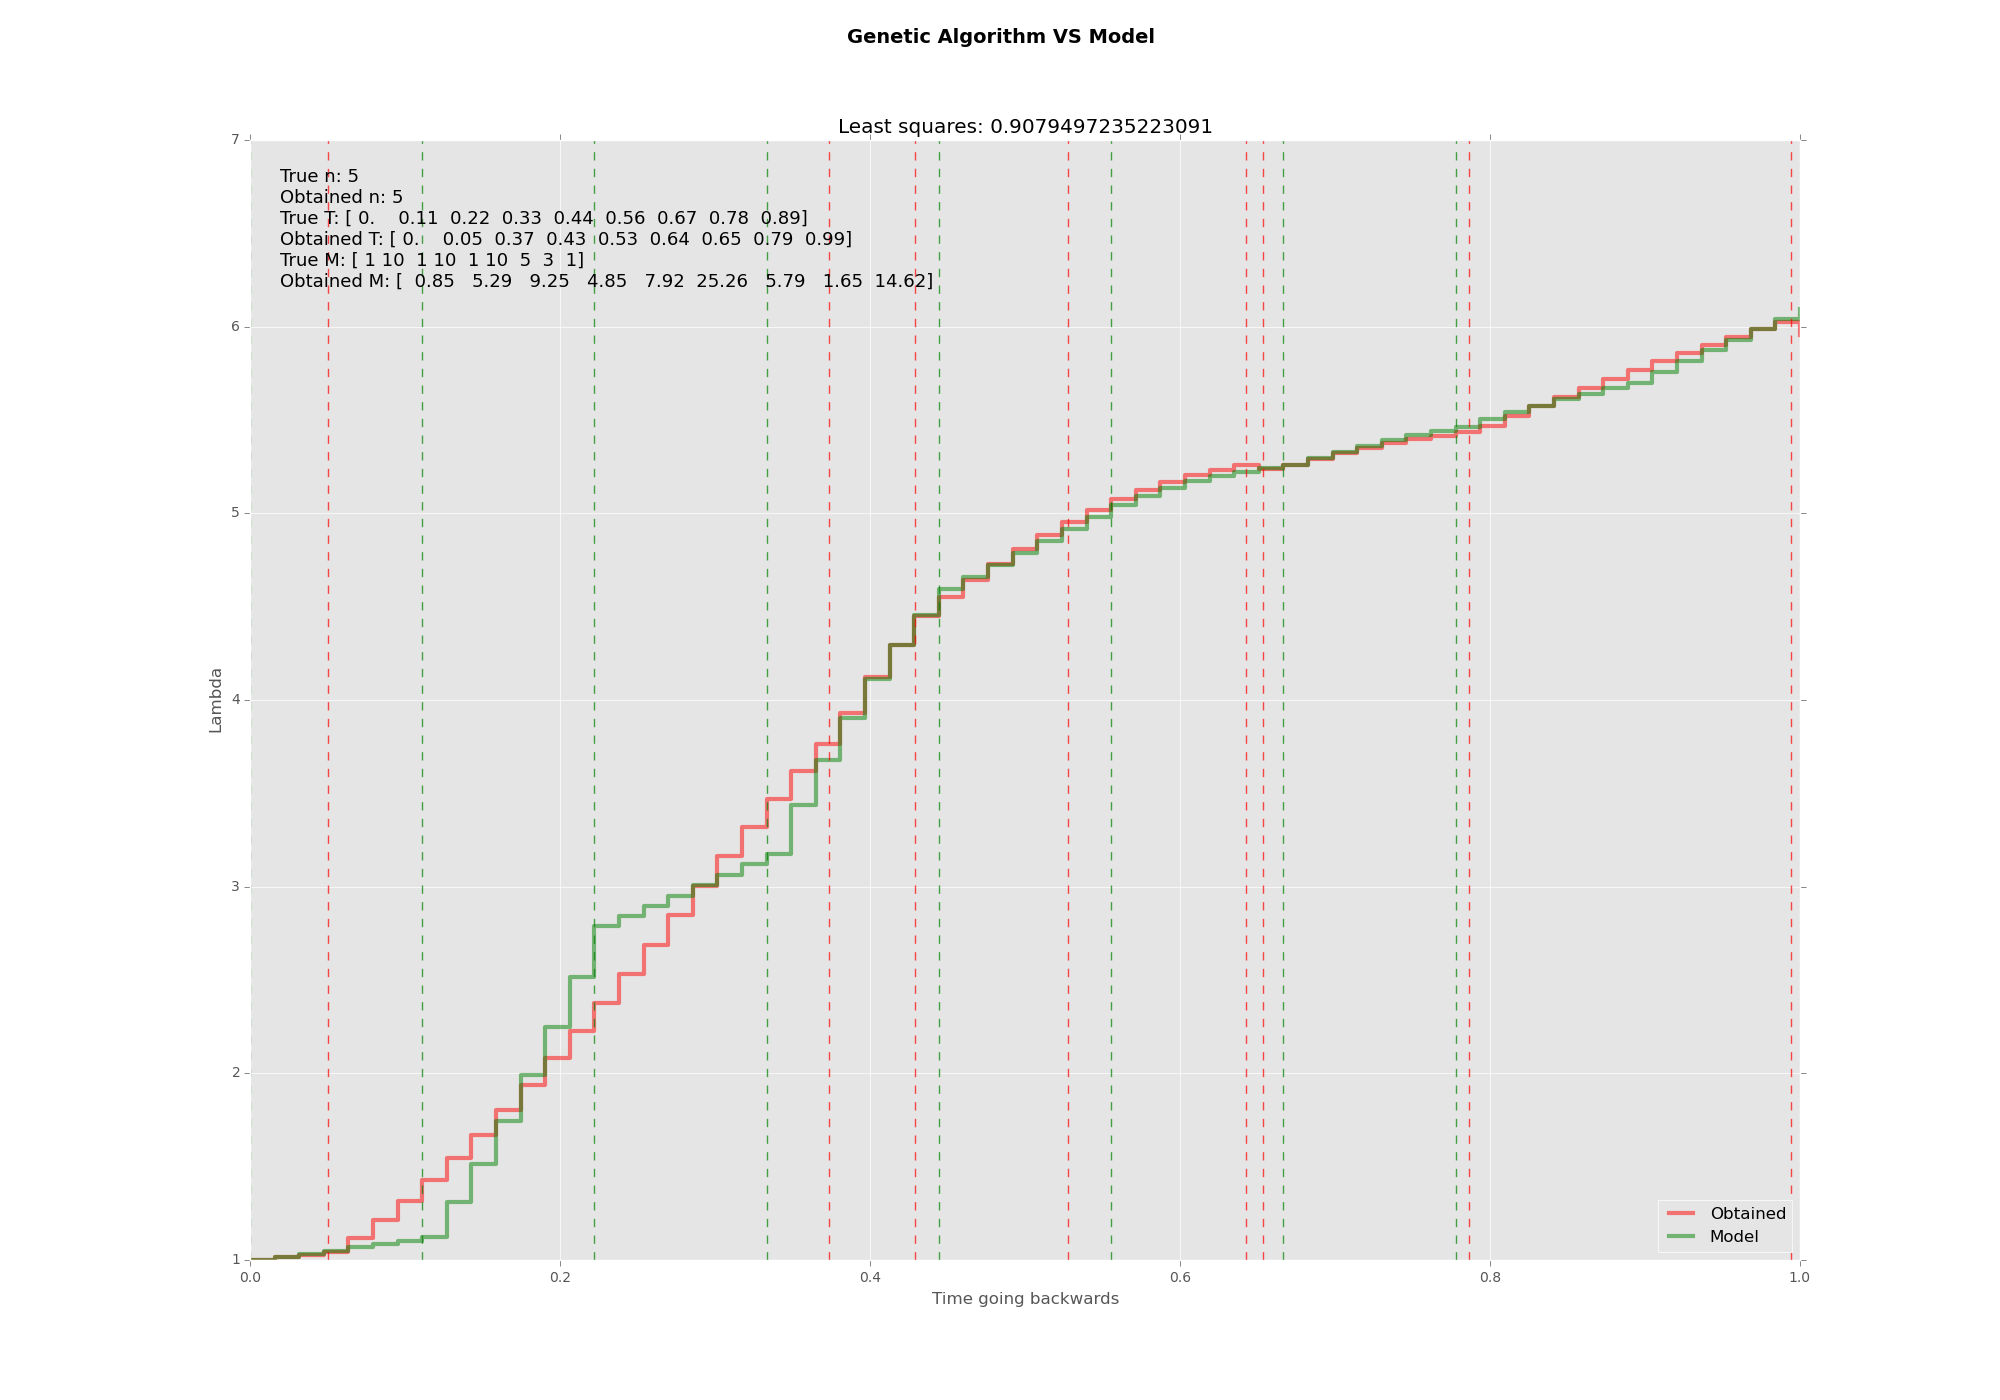 Genetic Algorithm VS Model
Least squares: 0.9079497235223091
7
True n: 5
Obtained n: 5
True T: [ 0. 0.11 0.22 0.33 0.44 0.56 0.67 0.78 0.89]
Obtained T: [ 0. 0.05 0.37 0.43 0.53 0.64 0.65 0.79 0.99]
True M: [ 1 10 1 10 1 10 5 3 1]
Obtained M: [ 0.85 5.29 9.25 4.85 7.92 25.26 5.79 1.65 14.62]
6
5
4
Lambda
3
2
Obtained
Model
1
0.0 0.2 0.4 0.6 0.8 1.0
Time going backwards